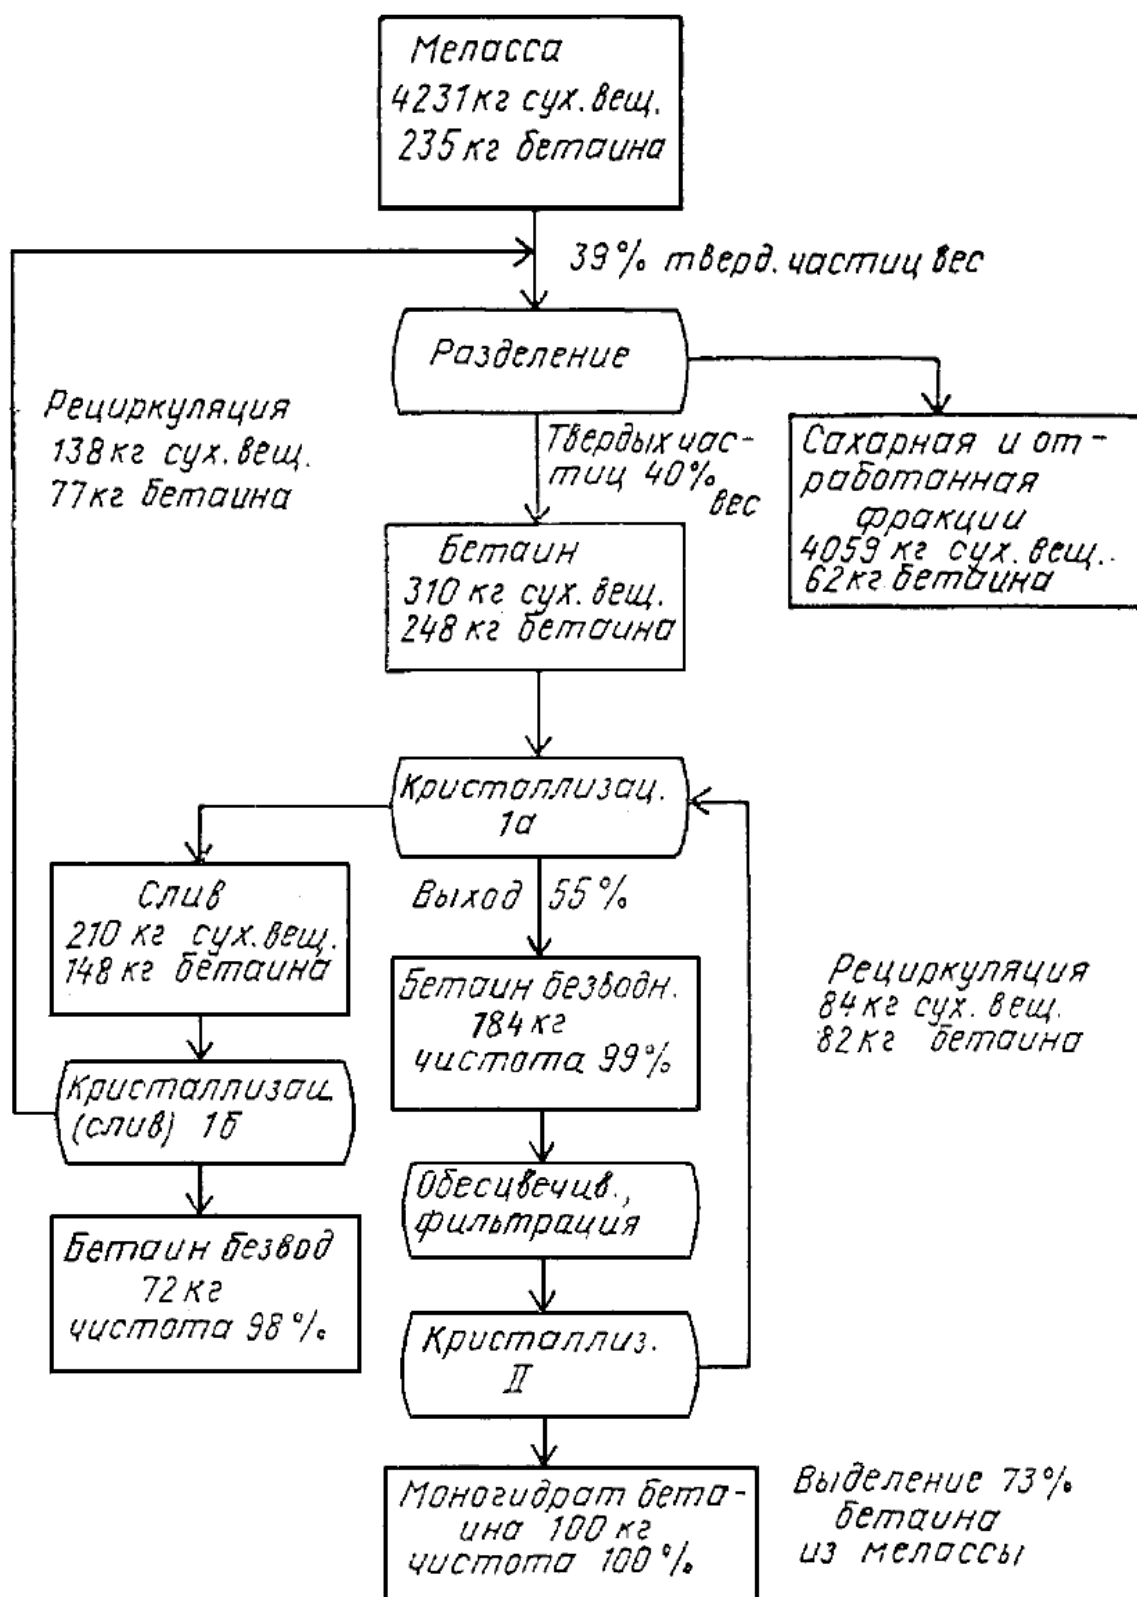 Меласса
4231 кг сух. вещ.
235 кг бетаина
39% тверд. частиц вес
Разделение
Рециркуляция
138 кг сух. вещ.
77 кг бетаина
Твердых час-
тиц 40%
вес
Сахарная и от-
работанная
фракции
4059 кг сух. вещ.
62 кг бетаина
Бетаин
310 кг сух. вещ.
248 кг бетаина
Кристаллизац.
1а
Слив
210 кг сух. вещ.
148 кг бетаина
Выход 55%
Бетаин безводн.
184 кг
чистота 99%
Рециркуляция
84 кг сух. вещ.
82 кг бетаина
Кристаллизац.
(слив) 1б
Обесцвечив.,
фильтрация
Бетаин безвод
72 кг
чистота 98%
Кристаллиз.
II
Моногидрат бета-
ина 100 кг
чистота 100%
Выделение 73%
бетаина
из мелассы